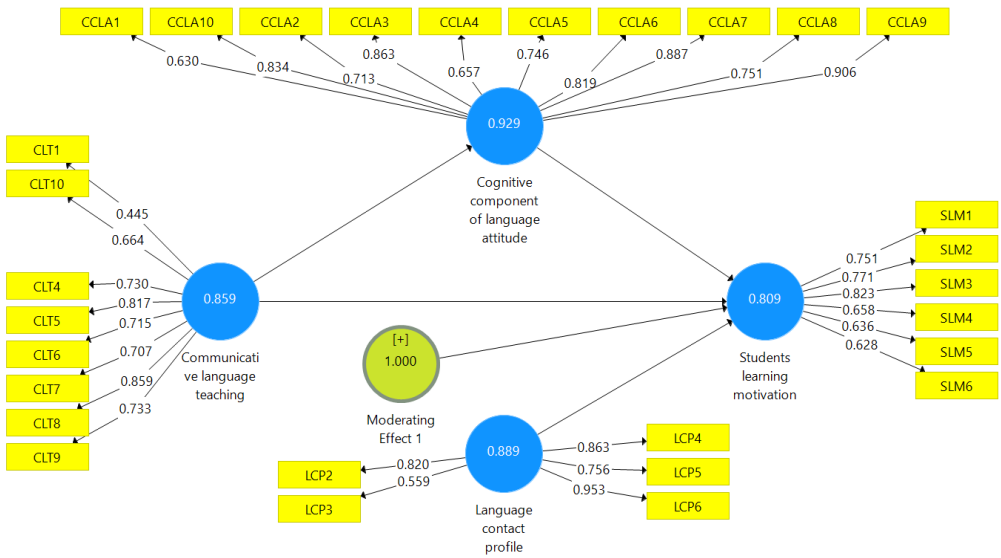 CCLA1 CCLA10 CCLA2 CCLA3 CCLA4 CCLA5 CCLA6 CCLA7 CCLA8 CCLA9
0.630 0.834 0.713 0.863 0.657 0.746 0.819 0.887 0.751 0.906
0.929
Cognitive
component
of language
attitude
CLT1
CLT10
CLT4
CLT5
CLT6
CLT7
CLT8
CLT9
0.445
0.664
0.730
0.817
0.715
0.707
0.859
0.733
0.859
Communicati
ve language
teaching
[+]
1.000
Moderating
Effect 1
0.809
Students
learning
motivation
0.751
0.771
0.823
0.658
0.636
0.628
SLM1
SLM2
SLM3
SLM4
SLM5
SLM6
LCP2
LCP3
0.820
0.559
0.889
Language
contact
profile
0.863
0.756
0.953
LCP4
LCP5
LCP6